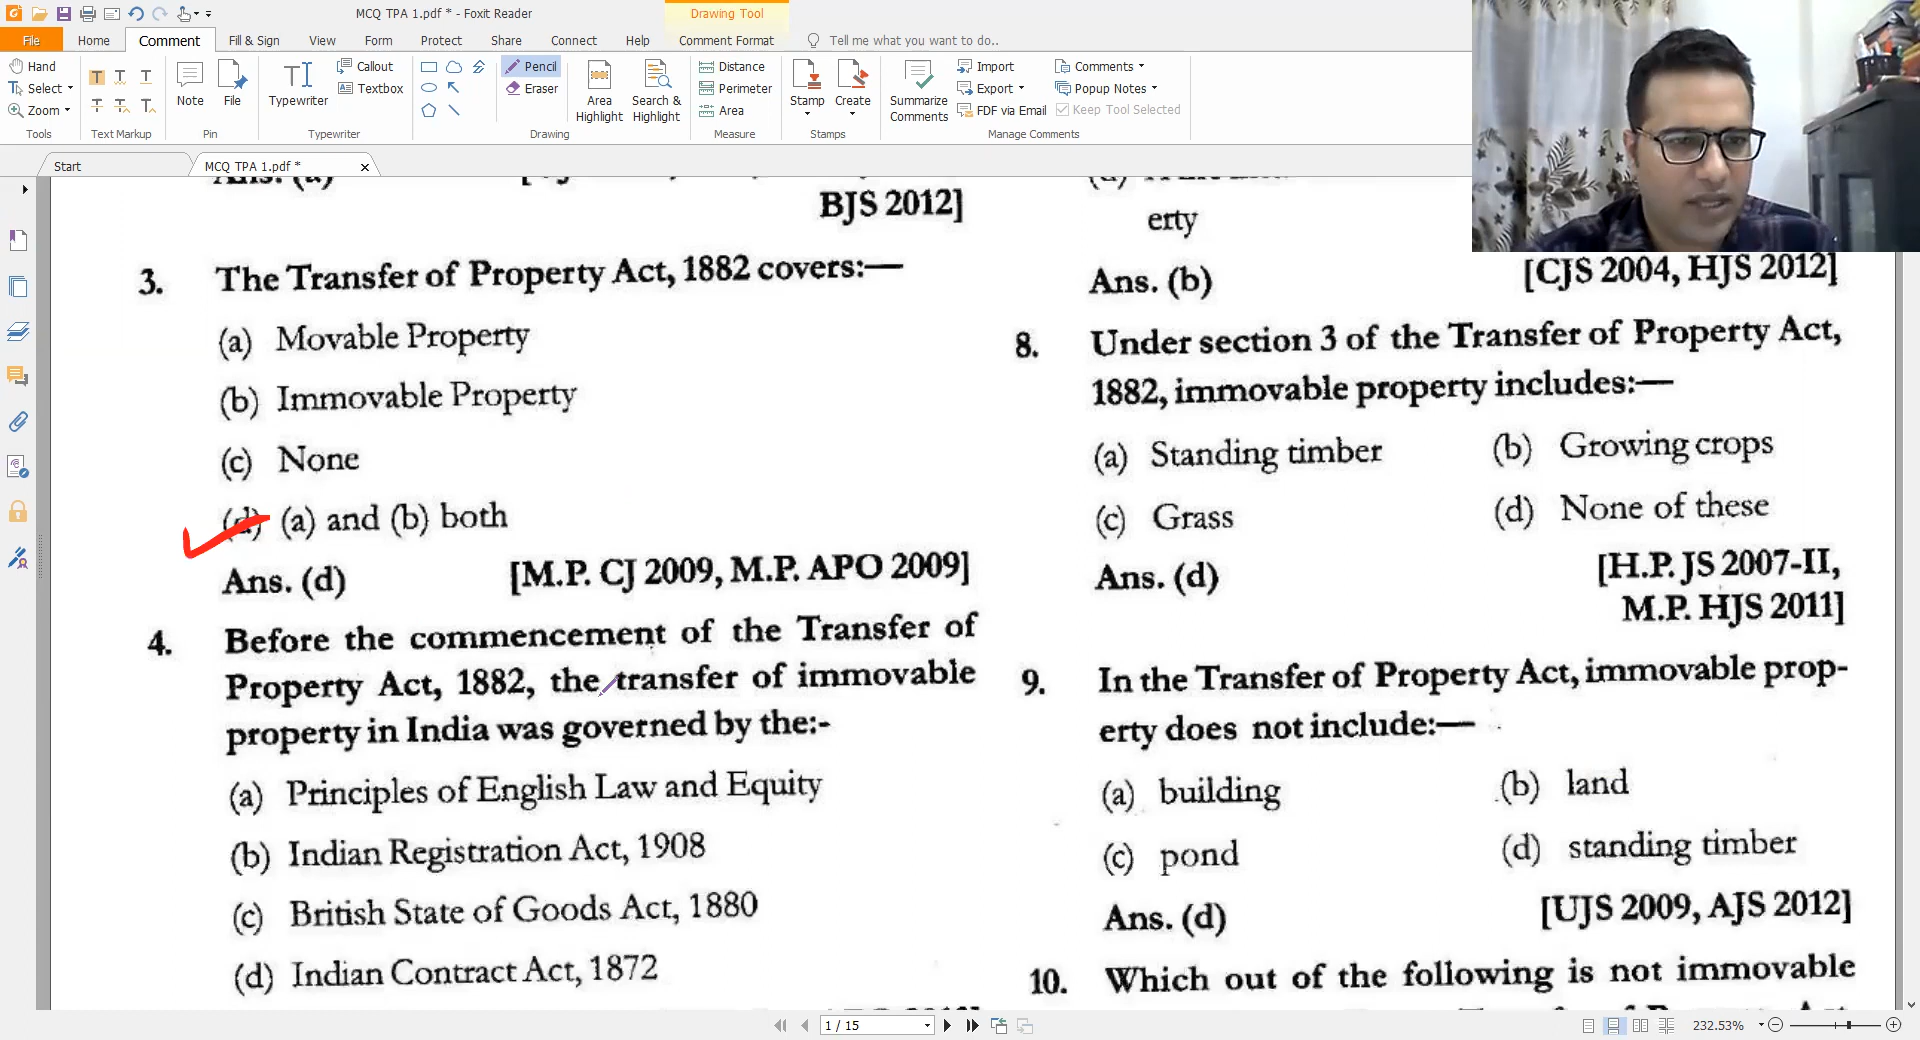 MCQ TPA 1.pdf * - Foxit Reader
Drawing Tool
File Home Comment Fill & Sign View Form Protect Share Connect Help Comment Format Tell me what you want to do..
Hand
Select
Zoom
Tools
Text Markup
Note
File
Pin
Typewriter
Callout
Textbox
Typewriter
Pencil
Eraser
Area Highlight
Search & Highlight
Drawing
Distance
Perimeter
Area
Measure
Stamp
Create
Stamps
Summarize Comments
Import
Export
FDF via Email
Comments
Popup Notes
Keep Tool Selected
Manage Comments
Start
MCQ TPA 1.pdf *
BJS 2012]
3. The Transfer of Property Act, 1882 covers:—
(a) Movable Property
(b) Immovable Property
(c) None
(d) (a) and (b) both
Ans. (d) [M.P. CJ 2009, M.P. APO 2009]
4. Before the commencement of the Transfer of
Property Act, 1882, the transfer of immovable
property in India was governed by the:-
(a) Principles of English Law and Equity
(b) Indian Registration Act, 1908
(c) British State of Goods Act, 1880
(d) Indian Contract Act, 1872
erty
Ans. (b) [CJS 2004, HJS 2012]
8. Under section 3 of the Transfer of Property Act,
1882, immovable property includes:—
(a) Standing timber (b) Growing crops
(c) Grass (d) None of these
Ans. (d) [H.P. JS 2007-II,
M.P. HJS 2011]
9. In the Transfer of Property Act, immovable prop-
erty does not include:—
(a) building (b) land
(c) pond (d) standing timber
Ans. (d) [UJS 2009, AJS 2012]
10. Which out of the following is not immovable
1 / 15
232.53%